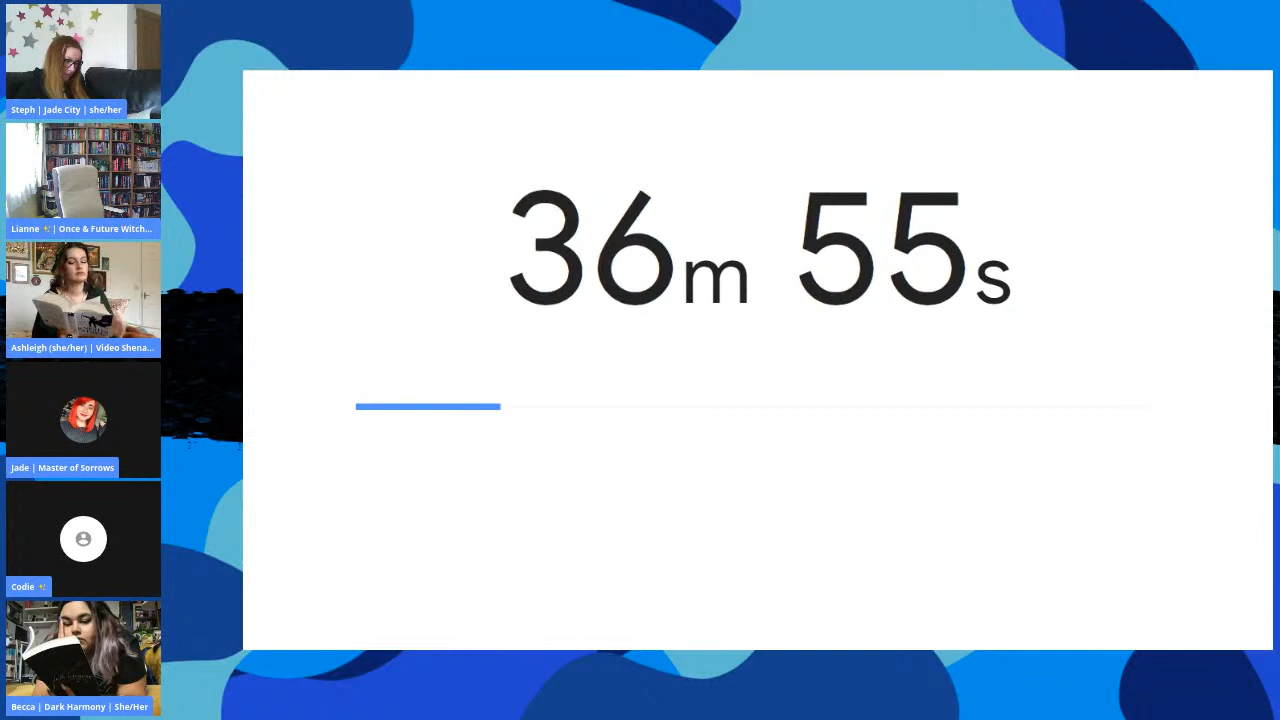 Steph | Jade City | she/her
Lianne ✨ | Once & Future Witch...
Ashleigh (she/her) | Video Shena...
Jade | Master of Sorrows
Codie ✨
Becca | Dark Harmony | She/Her
36m 55s